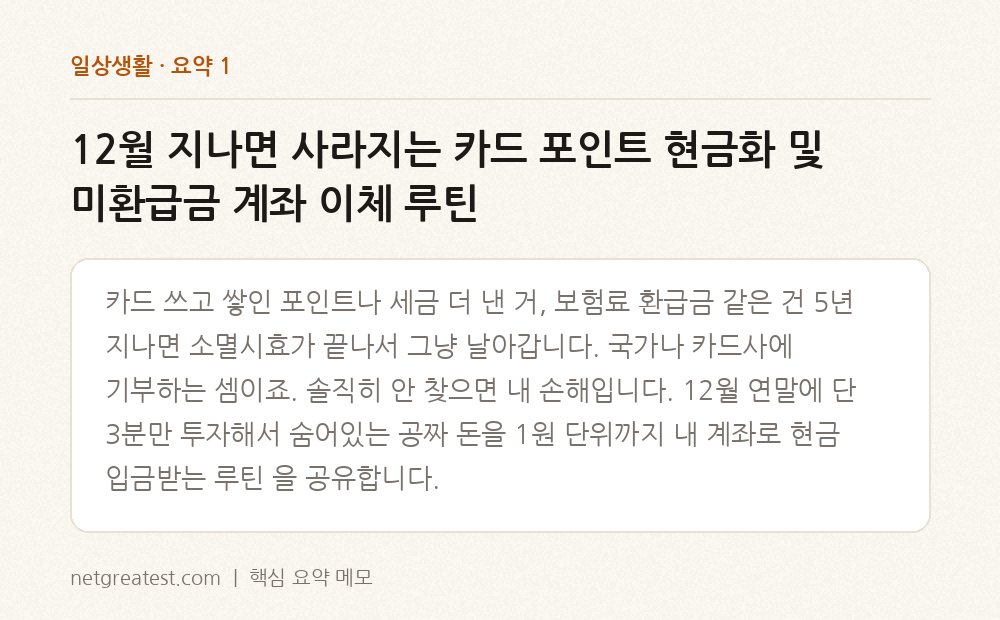 일상생활 · 요약 1
12월 지나면 사라지는 카드 포인트 현금화 및
미환급금 계좌 이체 루틴
카드 쓰고 쌓인 포인트나 세금 더 낸 거, 보험료 환급금 같은 건 5년
지나면 소멸시효가 끝나서 그냥 날아갑니다. 국가나 카드사에
기부하는 셈이죠. 솔직히 안 찾으면 내 손해입니다. 12월 연말에 단
3분만 투자해서 숨어있는 공짜 돈을 1원 단위까지 내 계좌로 현금
입금받는 루틴 을 공유합니다.
netgreatest.com | 핵심 요약 메모